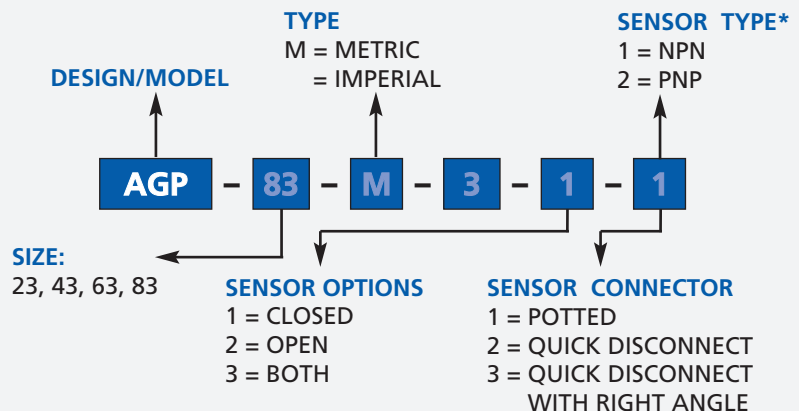 TYPE
M = METRIC
= IMPERIAL
SENSOR TYPE*
1 = NPN
2 = PNP
DESIGN/MODEL
AGP - 83 - M - 3 - 1 - 1
SIZE:
23, 43, 63, 83
SENSOR OPTIONS
1 = CLOSED
2 = OPEN
3 = BOTH
SENSOR CONNECTOR
1 = POTTED
2 = QUICK DISCONNECT
3 = QUICK DISCONNECT
WITH RIGHT ANGLE